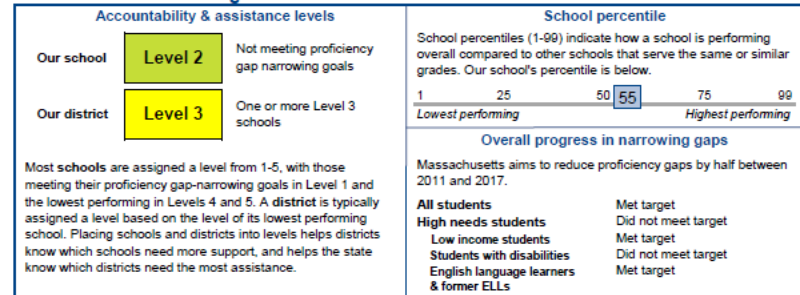 Accountability & assistance levels
Our school
Level 2
Not meeting proficiency
gap narrowing goals
Our district
Level 3
One or more Level 3
schools
Most schools are assigned a level from 1-5, with those
meeting their proficiency gap-narrowing goals in Level 1 and
the lowest performing in Levels 4 and 5. A district is typically
assigned a level based on the level of its lowest performing
school. Placing schools and districts into levels helps districts
know which schools need more support, and helps the state
know which districts need the most assistance.
School percentile
School percentiles (1-99) indicate how a school is performing
overall compared to other schools that serve the same or similar
grades. Our school's percentile is below.
1 25 50 55 75 99
Lowest performing Highest performing
Overall progress in narrowing gaps
Massachusetts aims to reduce proficiency gaps by half between
2011 and 2017.
All students Met target
High needs students Did not meet target
Low income students Met target
Students with disabilities Did not meet target
English language learners Met target
& former ELLs